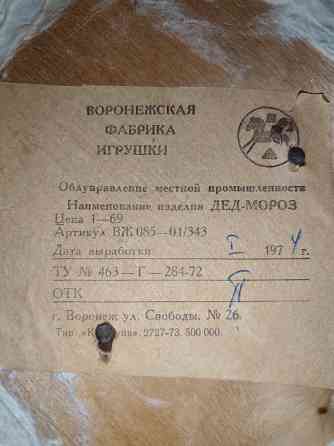 ВОРОНЕЖСКАЯ
ФАБРИКА
ИГРУШКИ
Облуправление местной промышленности
Наименование изделия ДЕД-МОРОЗ
Цена 1—69
Артикул ВЖ 085—01/343
Дата выработки I 1974 г.
ТУ № 463—Г—284-72
ОТК
г. Воронеж ул. Свободы, № 26.
Тип. 2727-73. 500 000.